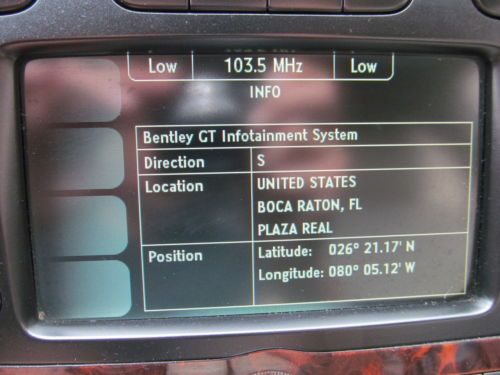 Low 103.5 MHz Low
INFO
Bentley GT Infotainment System
Direction S
Location UNITED STATES
BOCA RATON, FL
PLAZA REAL
Position Latitude: 026° 21.17' N
Longitude: 080° 05.12' W